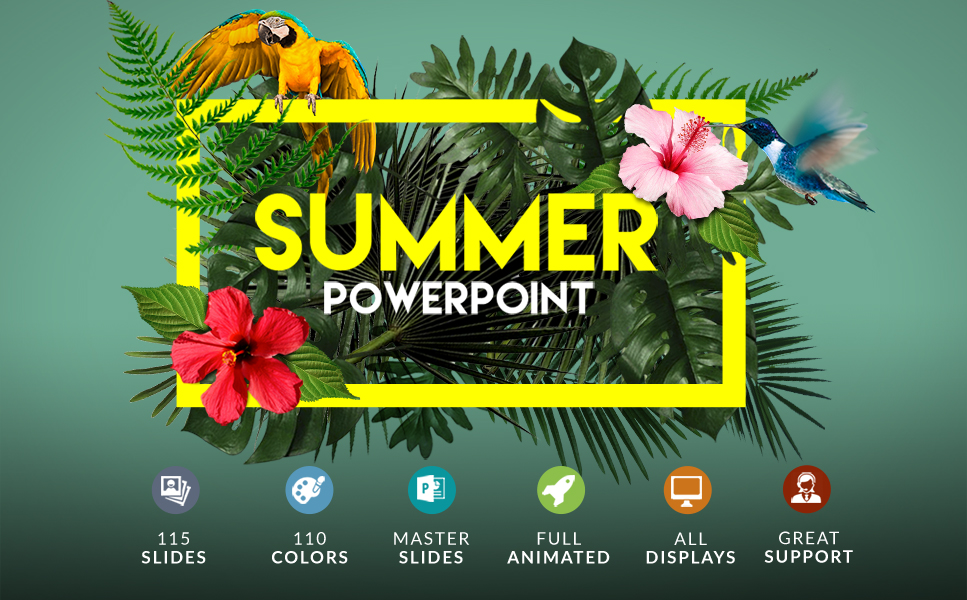 SUMMER
POWERPOINT
115
SLIDES
110
COLORS
MASTER
SLIDES
FULL
ANIMATED
ALL
DISPLAYS
GREAT
SUPPORT